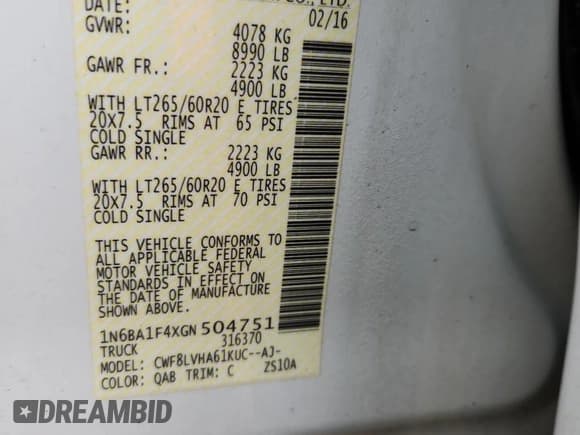 DATE: CO., LTD.
02/16
GVWR: 4078 KG
8990 LB
GAWR FR.: 2223 KG
4900 LB
WITH LT265/60R20 E TIRES
20X7.5 RIMS AT 65 PSI
COLD SINGLE
GAWR RR.: 2223 KG
4900 LB
WITH LT265/60R20 E TIRES
20X7.5 RIMS AT 70 PSI
COLD SINGLE
THIS VEHICLE CONFORMS TO
ALL APPLICABLE FEDERAL
MOTOR VEHICLE SAFETY
STANDARDS IN EFFECT ON
THE DATE OF MANUFACTURE
SHOWN ABOVE.
1N6BA1F4XGN504751
TRUCK 316370
MODEL: CWF8LVHA61KUC--AJ-
COLOR: QAB TRIM: C ZS10A
DREAMBID